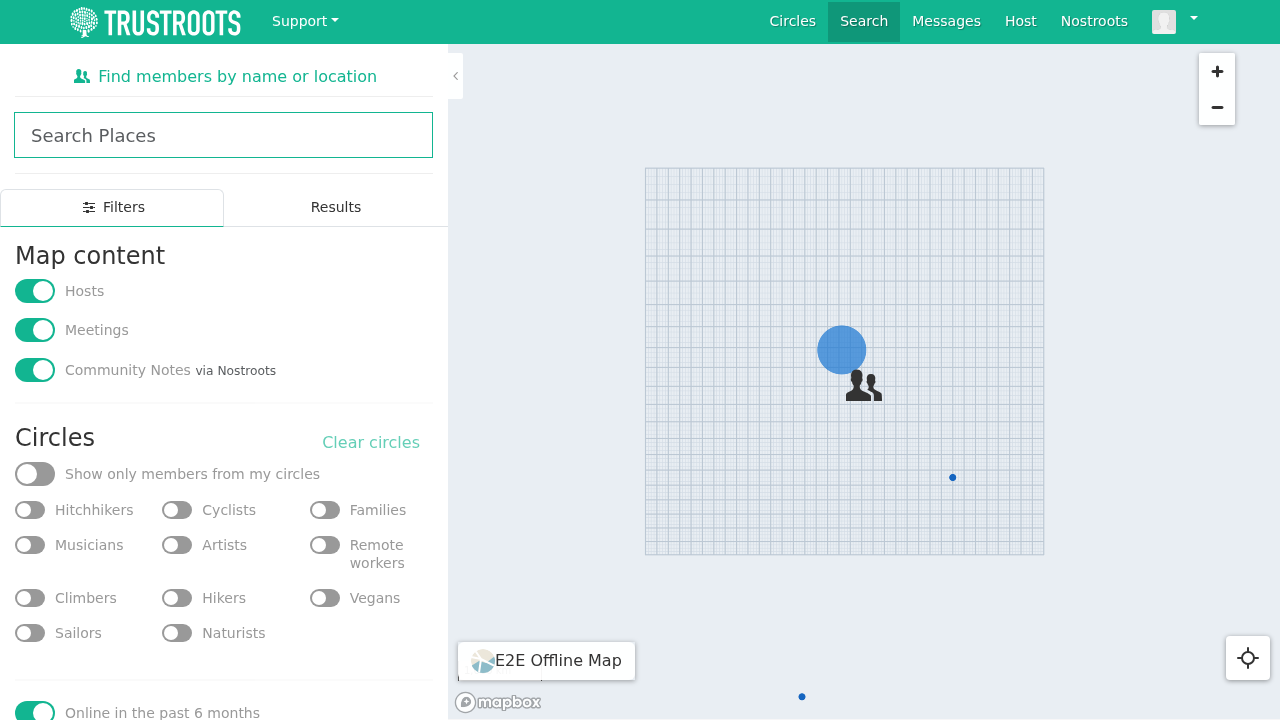 TRUSTROOTS
Support
Circles
Search
Messages
Host
Nostroots
Find members by name or location
Search Places
Filters
Results
Map content
Hosts
Meetings
Community Notes via Nostroots
Circles
Clear circles
Show only members from my circles
Hitchhikers
Cyclists
Families
Musicians
Artists
Remote
workers
Climbers
Hikers
Vegans
Sailors
Naturists
Online in the past 6 months
E2E Offline Map
mapbox